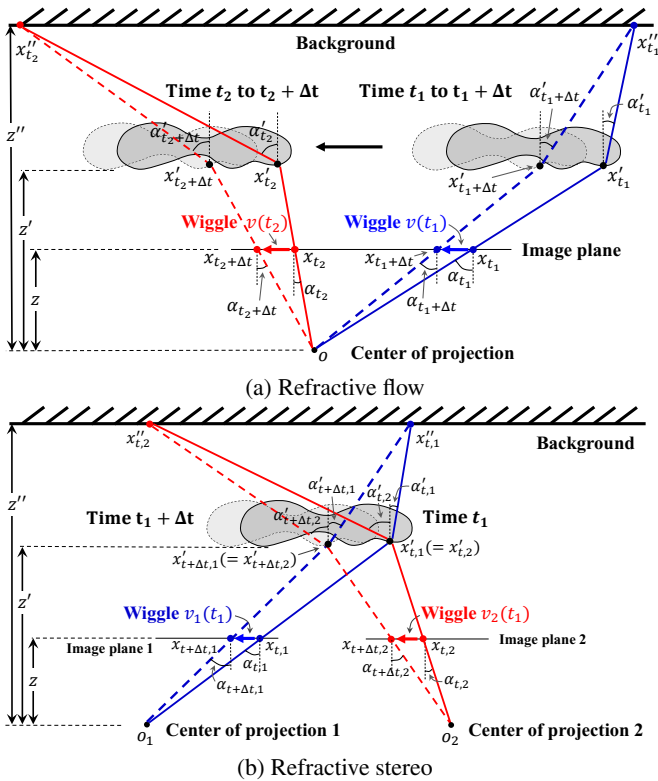 Background
x''_{t_2}
x''_{t_1}
Time t_2 to t_2 + Δt
Time t_1 to t_1 + Δt
α'_{t_2+Δt}
α'_{t_2}
α'_{t_1+Δt}
α'_{t_1}
x'_{t_2+Δt}
x'_{t_2}
x'_{t_1+Δt}
x'_{t_1}
z''
z'
z
Wiggle v(t_2)
Wiggle v(t_1)
x_{t_2+Δt}
x_{t_2}
x_{t_1+Δt}
x_{t_1}
Image plane
α_{t_2+Δt}
α_{t_2}
α_{t_1+Δt}
α_{t_1}
o
Center of projection
(a) Refractive flow
x''_{t,2}
x''_{t,1}
Background
Time t_1 + Δt
Time t_1
α'_{t+Δt,2}
α'_{t+Δt,1}
α'_{t,2}
α'_{t,1}
x'_{t+Δt,1}(= x'_{t+Δt,2})
x'_{t,1}(= x'_{t,2})
z''
z'
z
Wiggle v_1(t_1)
Wiggle v_2(t_1)
Image plane 1
x_{t+Δt,1}
x_{t,1}
x_{t+Δt,2}
x_{t,2}
Image plane 2
α_{t+Δt,1}
α_{t,1}
α_{t+Δt,2}
α_{t,2}
o_1
Center of projection 1
o_2
Center of projection 2
(b) Refractive stereo